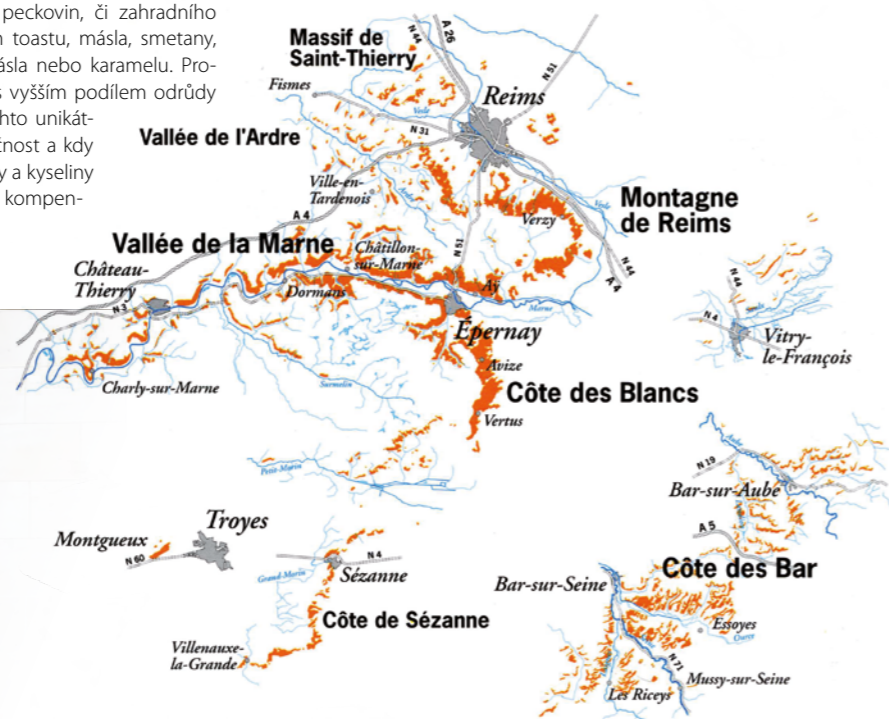 peckovin, či zahradního
toastu, másla, smetany,
másla nebo karamelu. Pro-
s vyšším podílem odrůdy
hto unikát-
čnost a kdy
y a kyseliny
kompen-
Massif de
Saint-Thierry
N 44
A 26
N 51
Fismes
Reims
Vesle
N 31
Vallée de l'Ardre
Ville-en-
Tardenois
Ardre
A 4
Montagne
de Reims
Vesle
Verzy
N 51
N 44
A 4
Vallée de la Marne
Châtillon-
sur-Marne
Château-
Thierry
Dormans
Aÿ
Marne
N 3
Épernay
N 44
Saulx
N 4
Vitry-
le-François
Avize
Charly-sur-Marne
Surmelin
Côte des Blancs
Vertus
Petit-Morin
Aube
N 19
Bar-sur-Aube
Troyes
Montgueux
N 60
A 5
N 4
Sézanne
Grand-Morin
Côte des Bar
Bar-sur-Seine
Côte de Sézanne
Essoyes
Ource
Villenauxe-
la-Grande
N 71
Mussy-sur-Seine
Les Riceys